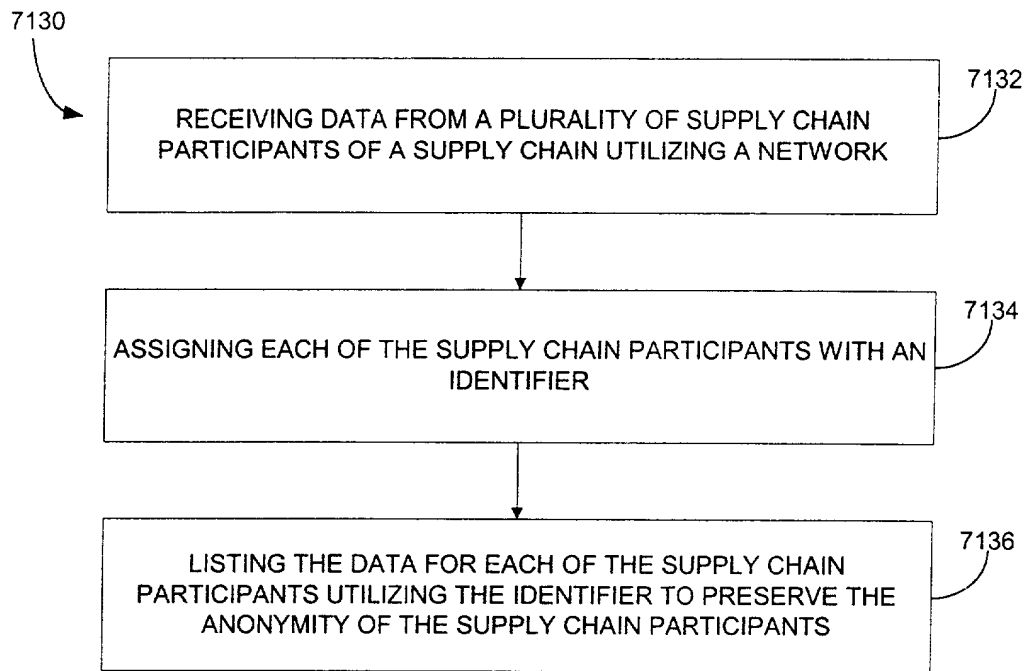 7130
7132
RECEIVING DATA FROM A PLURALITY OF SUPPLY CHAIN
PARTICIPANTS OF A SUPPLY CHAIN UTILIZING A NETWORK
7134
ASSIGNING EACH OF THE SUPPLY CHAIN PARTICIPANTS WITH AN
IDENTIFIER
7136
LISTING THE DATA FOR EACH OF THE SUPPLY CHAIN
PARTICIPANTS UTILIZING THE IDENTIFIER TO PRESERVE THE
ANONYMITY OF THE SUPPLY CHAIN PARTICIPANTS